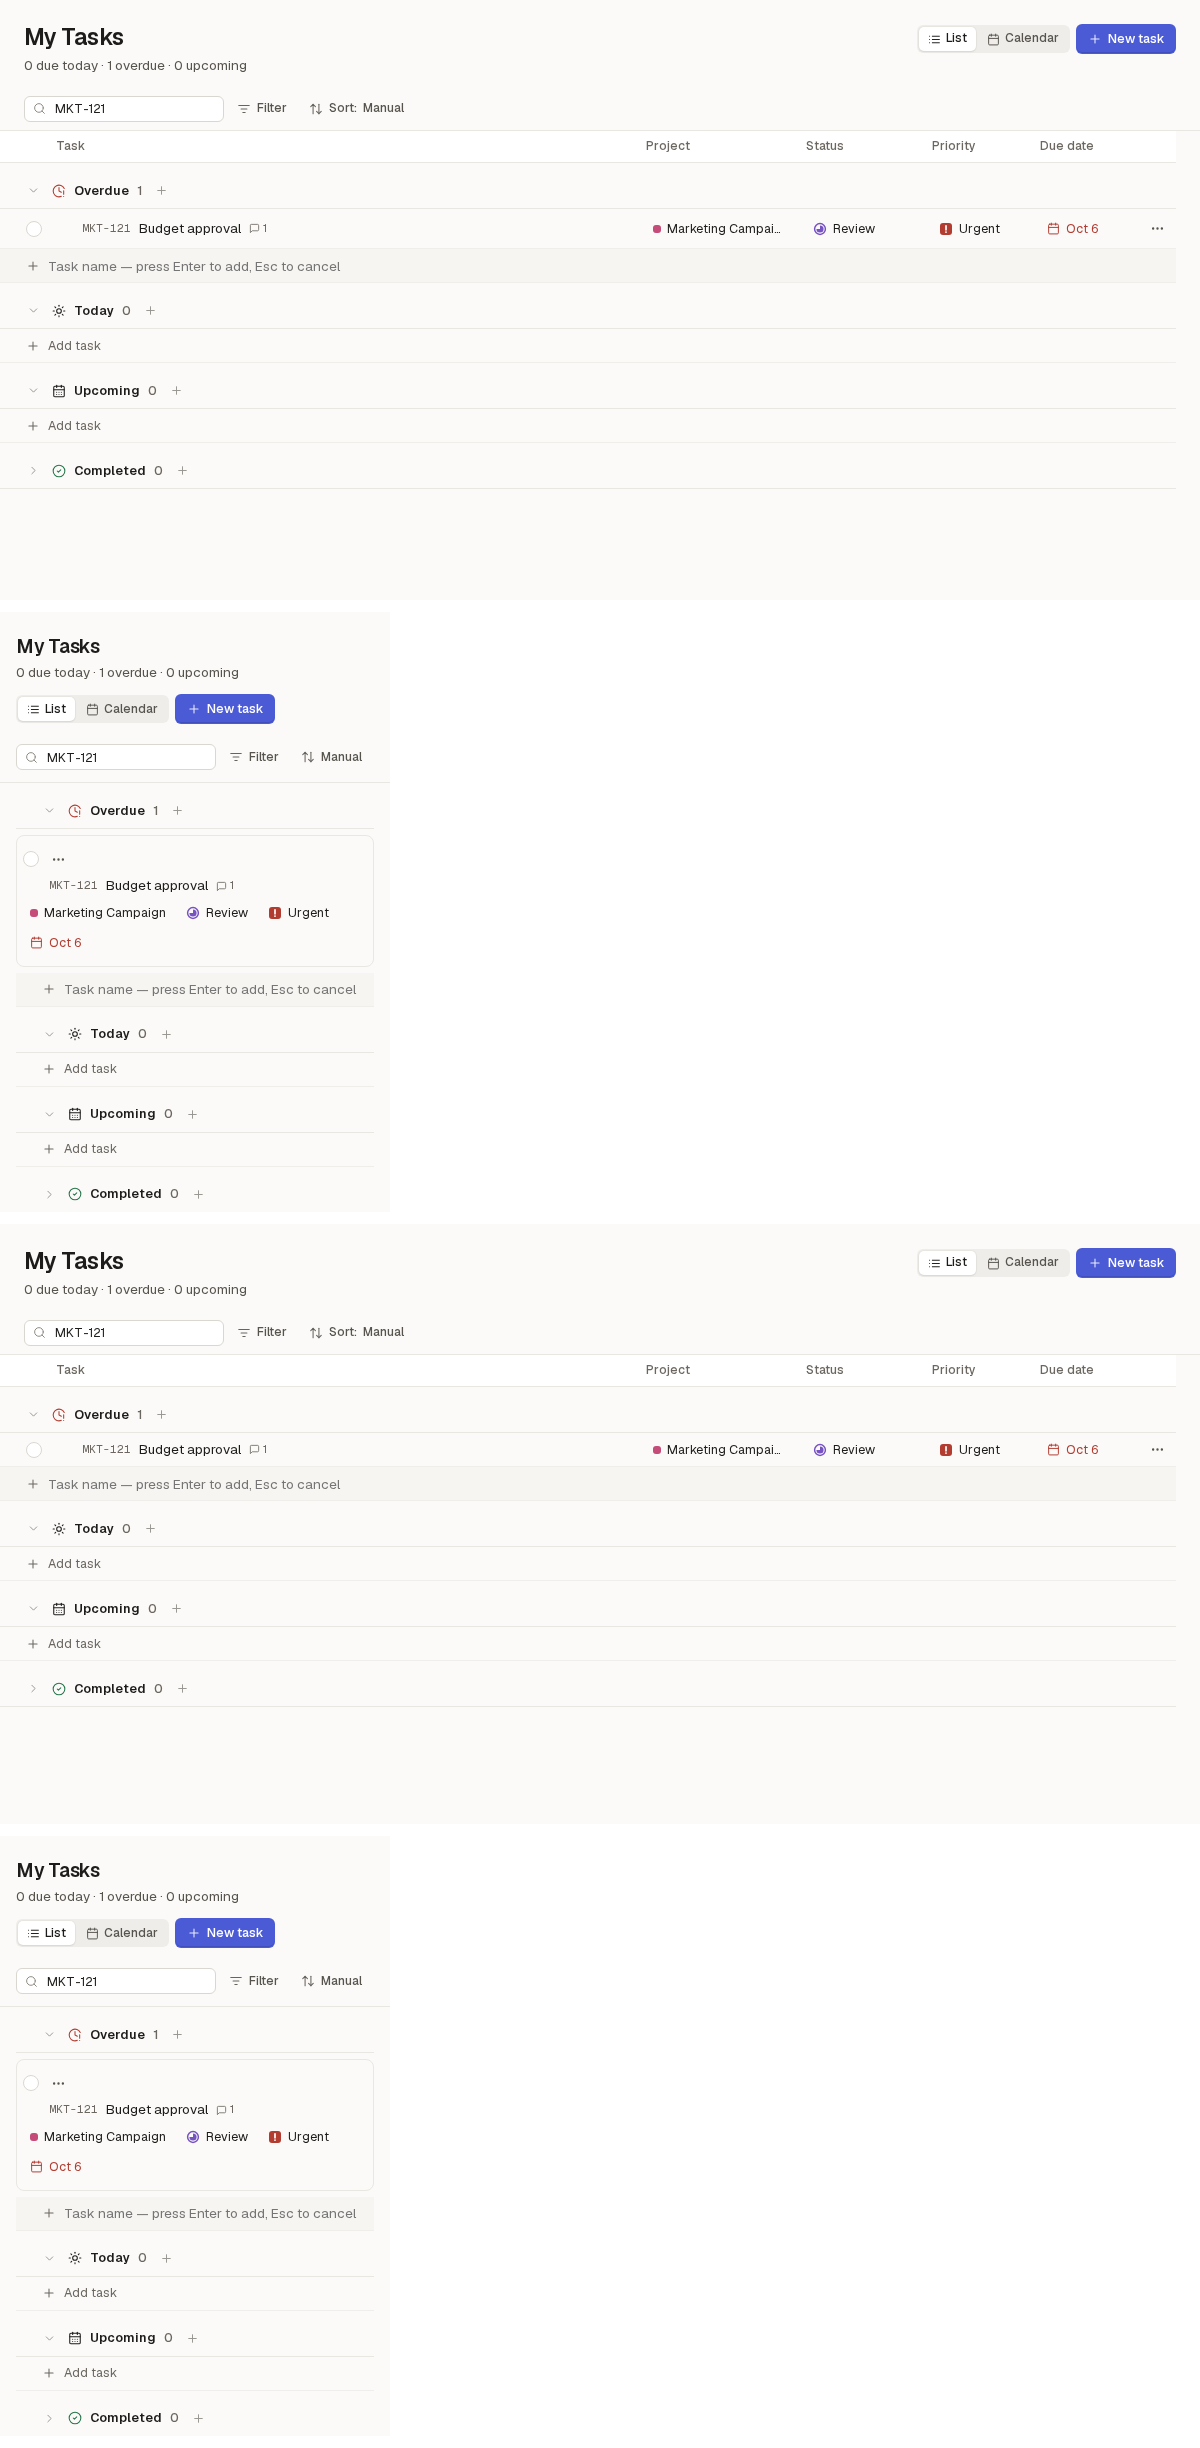 My Tasks
List Calendar New task
0 due today · 1 overdue · 0 upcoming
MKT-121 Filter Sort: Manual
Task Project Status Priority Due date
Overdue 1
MKT-121 Budget approval 1 Marketing Campai… Review Urgent Oct 6
Task name — press Enter to add, Esc to cancel
Today 0
Add task
Upcoming 0
Add task
Completed 0
My Tasks
0 due today · 1 overdue · 0 upcoming
List Calendar New task
MKT-121 Filter Manual
Overdue 1
MKT-121 Budget approval 1
Marketing Campaign Review Urgent
Oct 6
Task name — press Enter to add, Esc to cancel
Today 0
Add task
Upcoming 0
Add task
Completed 0
My Tasks
List Calendar New task
0 due today · 1 overdue · 0 upcoming
MKT-121 Filter Sort: Manual
Task Project Status Priority Due date
Overdue 1
MKT-121 Budget approval 1 Marketing Campai… Review Urgent Oct 6
Task name — press Enter to add, Esc to cancel
Today 0
Add task
Upcoming 0
Add task
Completed 0
My Tasks
0 due today · 1 overdue · 0 upcoming
List Calendar New task
MKT-121 Filter Manual
Overdue 1
MKT-121 Budget approval 1
Marketing Campaign Review Urgent
Oct 6
Task name — press Enter to add, Esc to cancel
Today 0
Add task
Upcoming 0
Add task
Completed 0